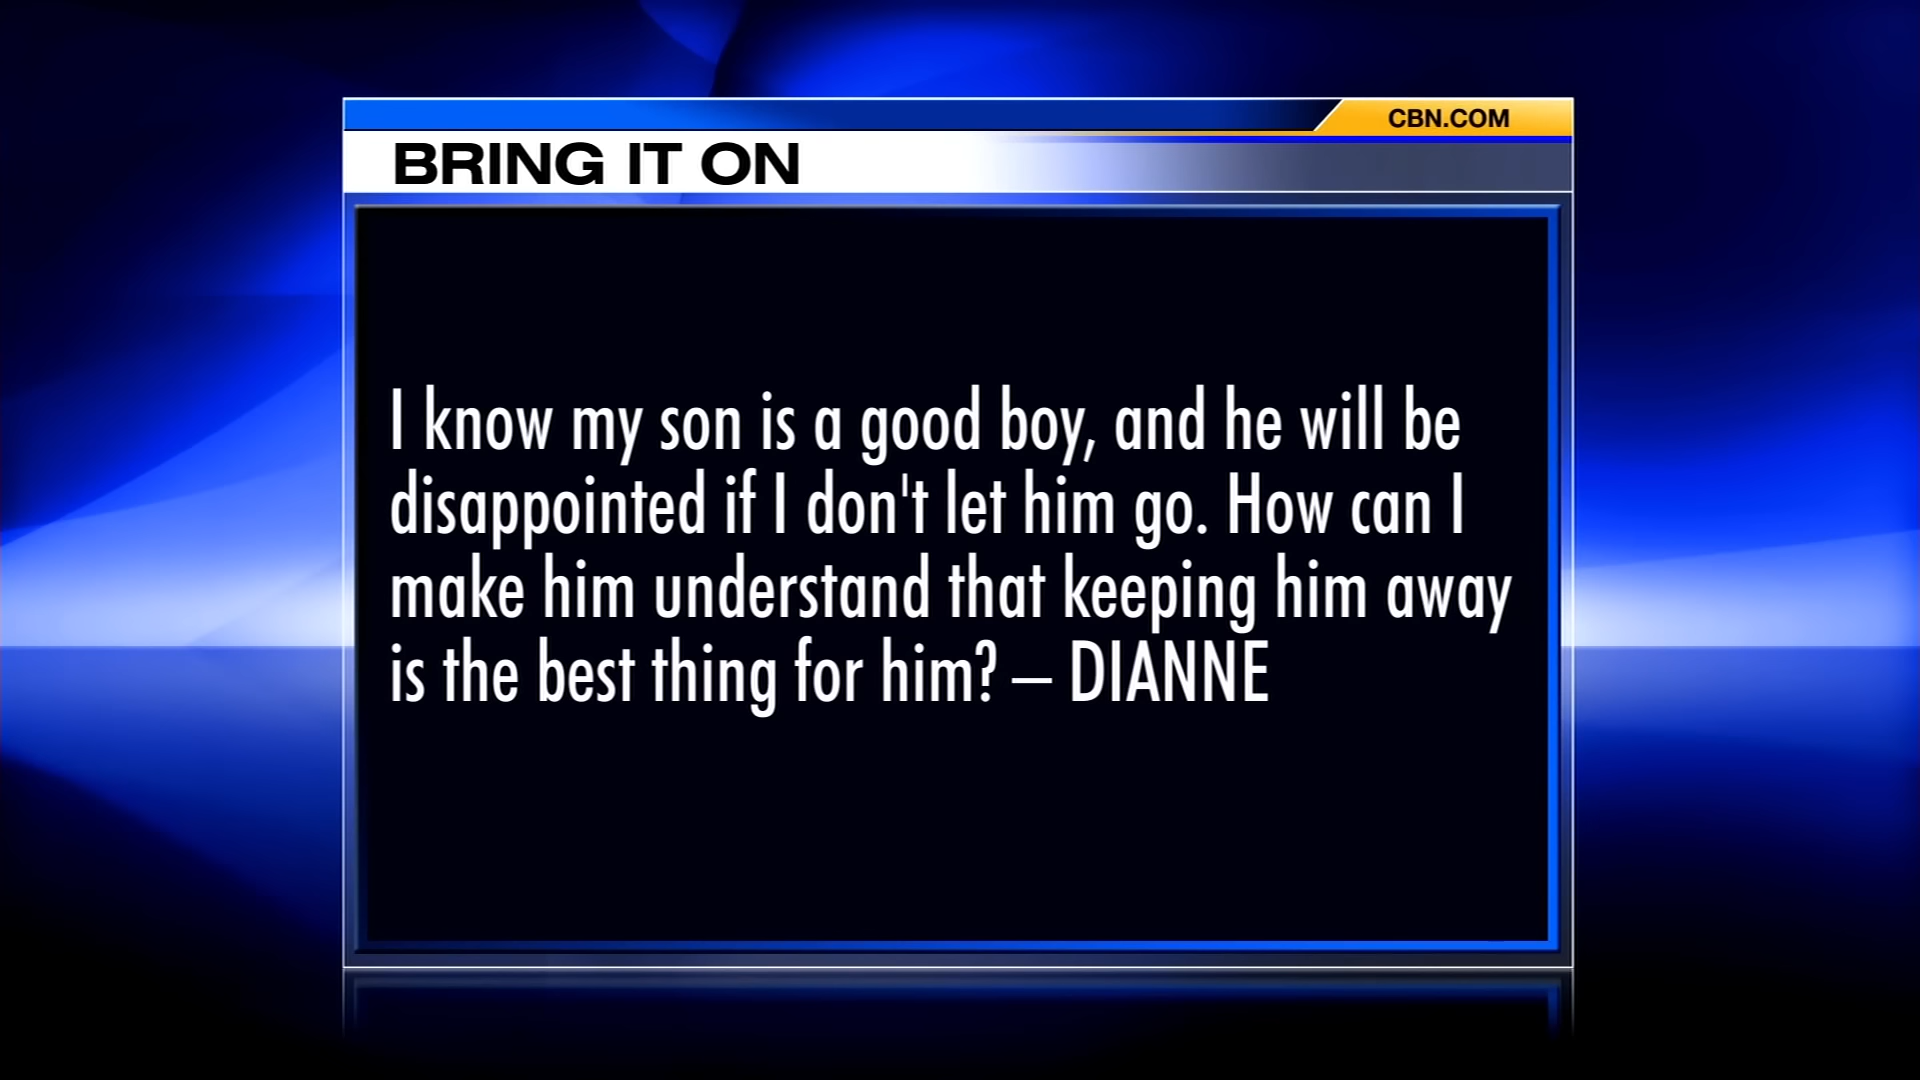 CBN.COM
BRING IT ON
I know my son is a good boy, and he will be
disappointed if I don't let him go. How can I
make him understand that keeping him away
is the best thing for him? – DIANNE